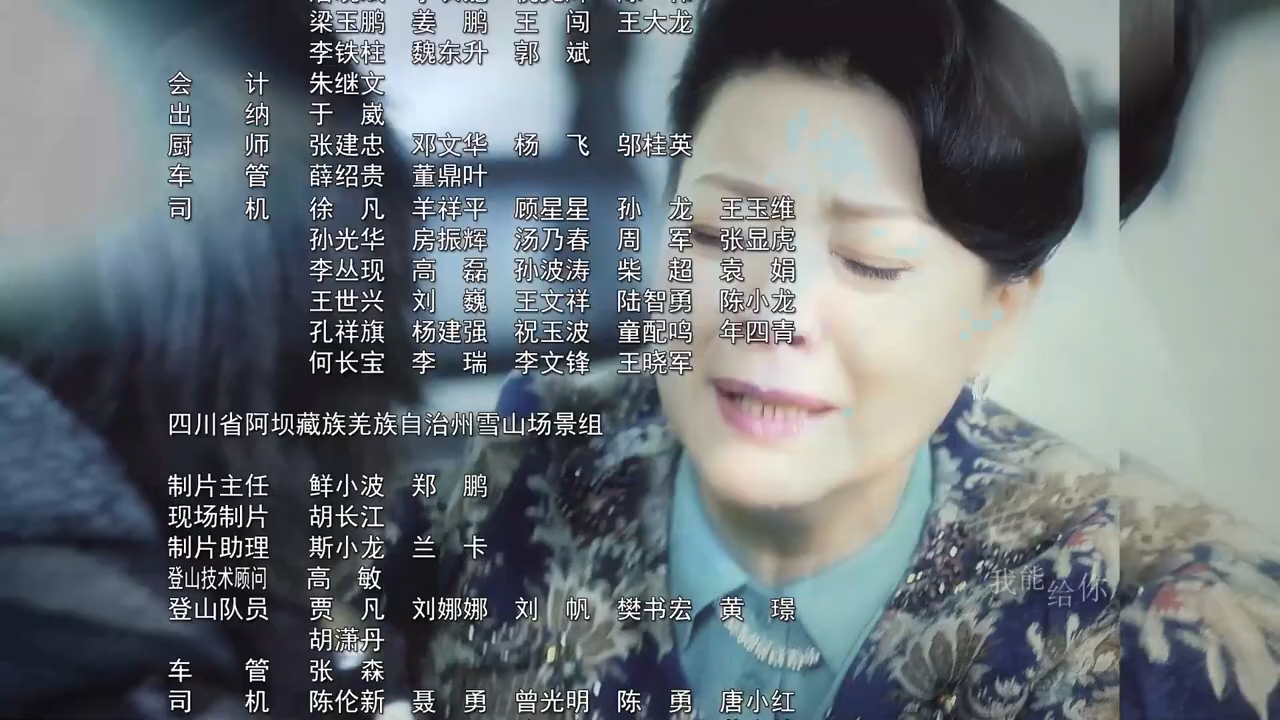 梁玉鹏 姜 鹏 王 闯 王大龙
李铁柱 魏东升 郭 斌
会 计 朱继文
出 纳 于 崴
厨 师 张建忠 邓文华 杨 飞 邬桂英
车 管 薛绍贵 董鼎叶
司 机 徐 凡 羊祥平 顾星星 孙 龙 王玉维
孙光华 房振辉 汤乃春 周 军 张显虎
李丛现 高 磊 孙波涛 柴 超 袁 娟
王世兴 刘 巍 王文祥 陆智勇 陈小龙
孔祥旗 杨建强 祝玉波 童配鸣 年四青
何长宝 李 瑞 李文锋 王晓军
四川省阿坝藏族羌族自治州雪山场景组
制片主任 鲜小波 郑 鹏
现场制片 胡长江
制片助理 斯小龙 兰 卡
登山技术顾问 高 敏
登山队员 贾 凡 刘娜娜 刘 帆 樊书宏 黄 璟
胡潇丹
车 管 张 森
司 机 陈伦新 聂 勇 曾光明 陈 勇 唐小红
我能给你